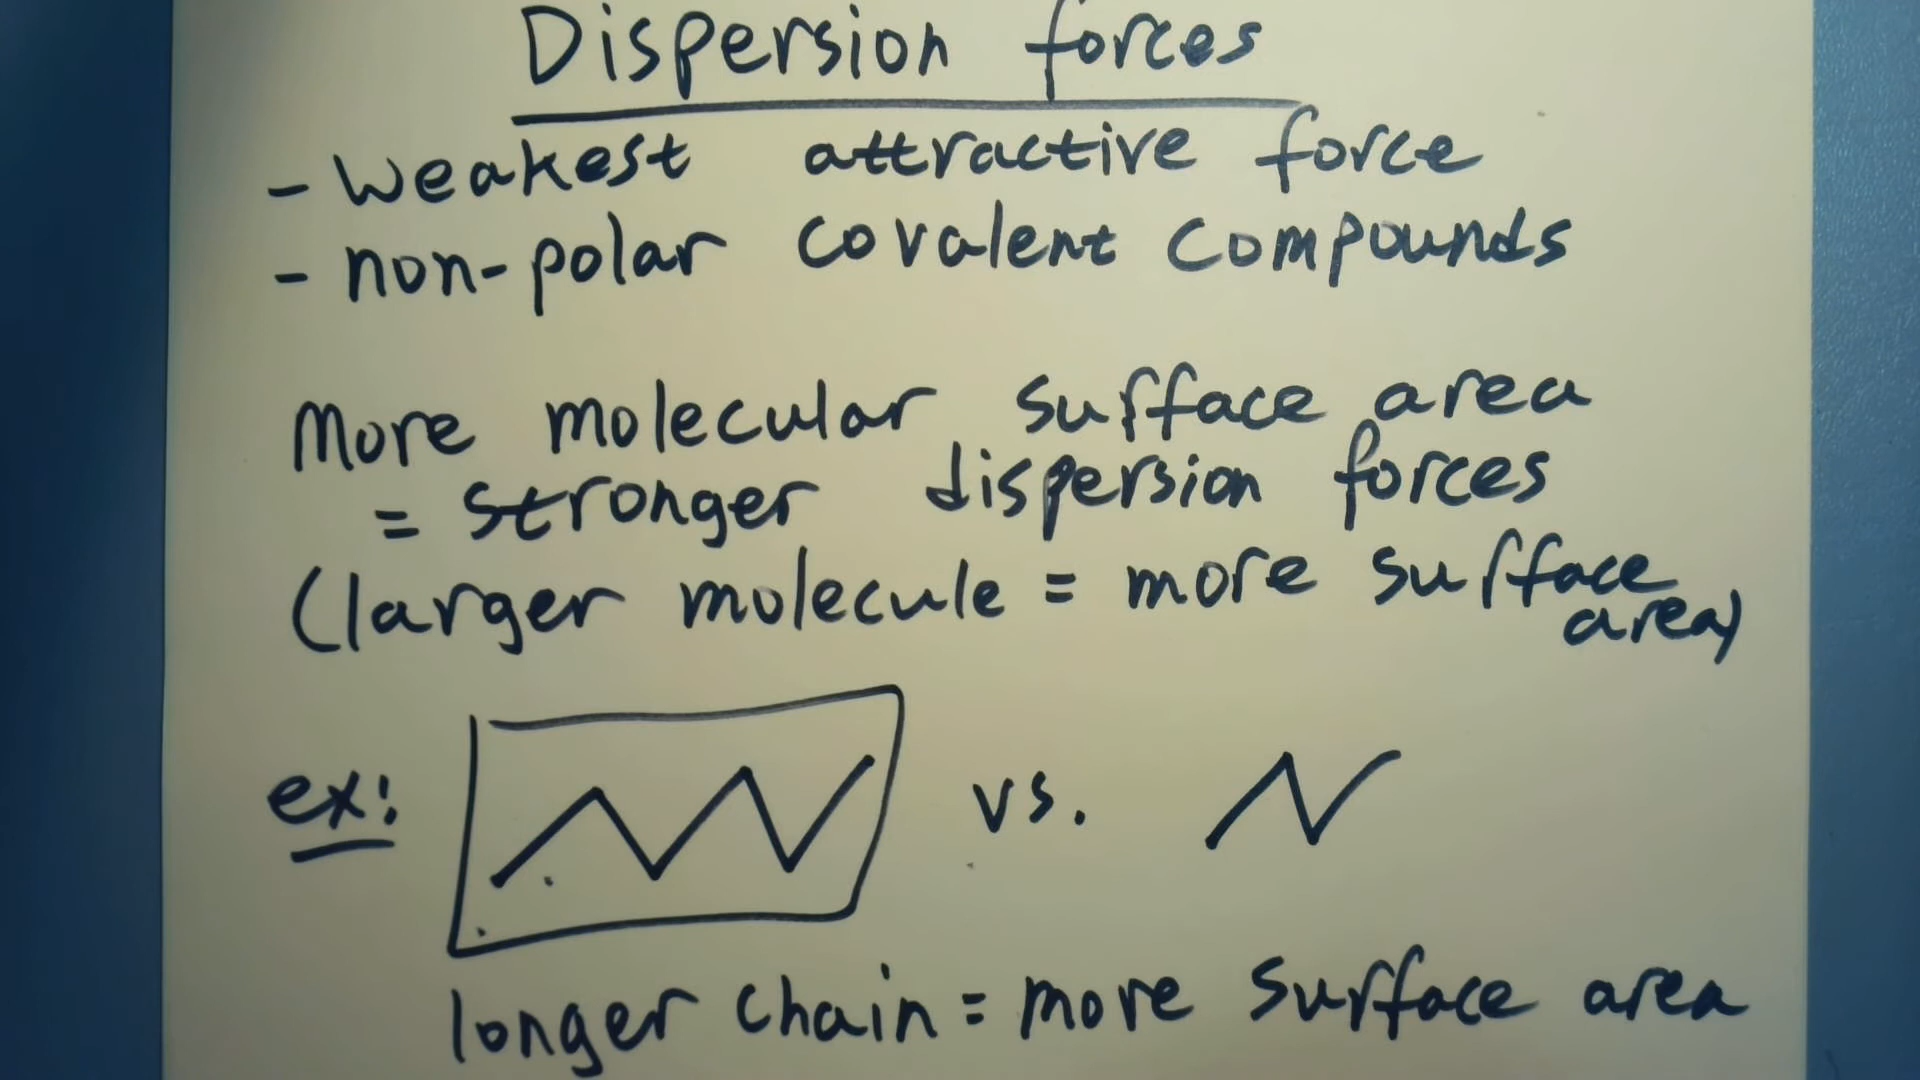 Dispersion forces
- weakest attractive force
- non-polar covalent compounds
More molecular surface area
= stronger dispersion forces
(larger molecule = more surface
area)
ex: vs.
longer chain = more surface area